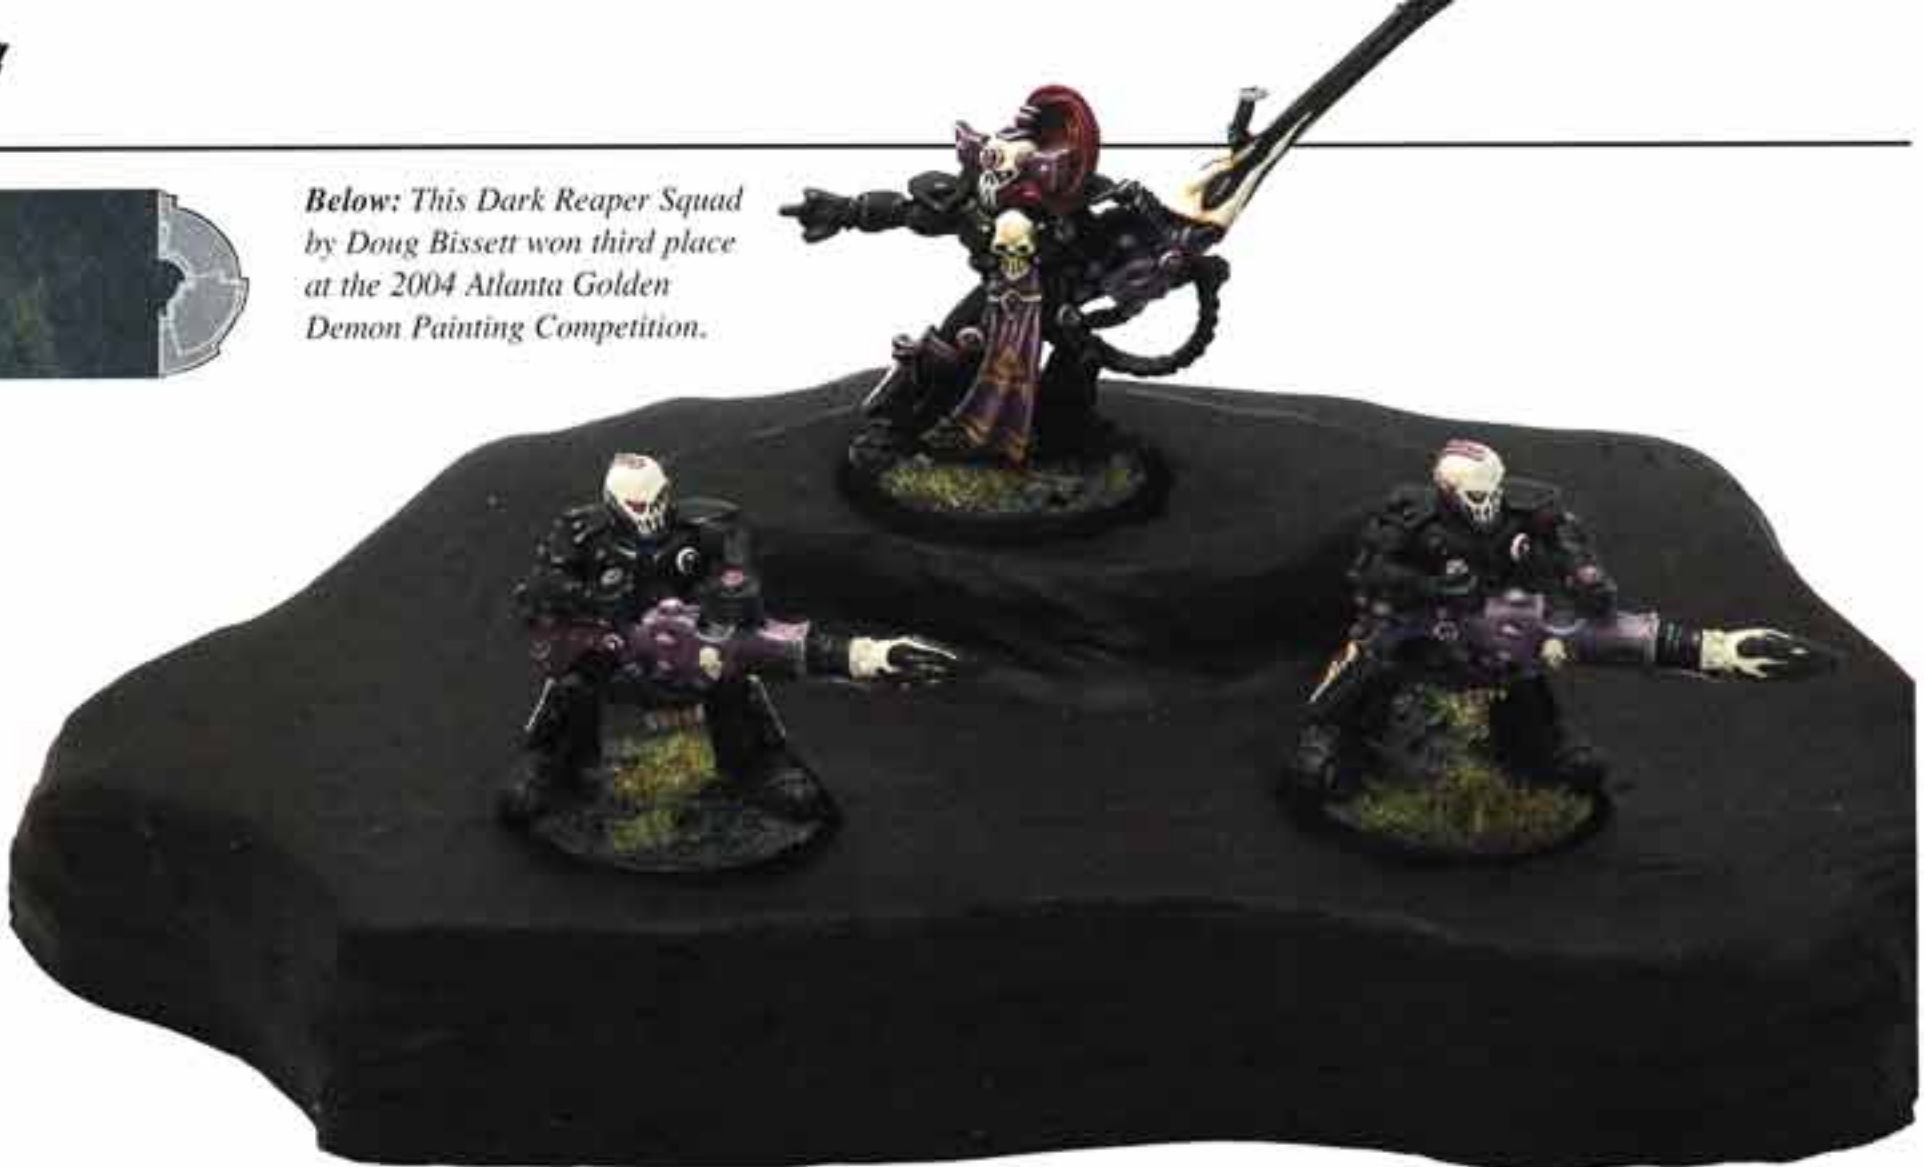 Below: This Dark Reaper Squad
by Doug Bissett won third place
at the 2004 Atlanta Golden
Demon Painting Competition.